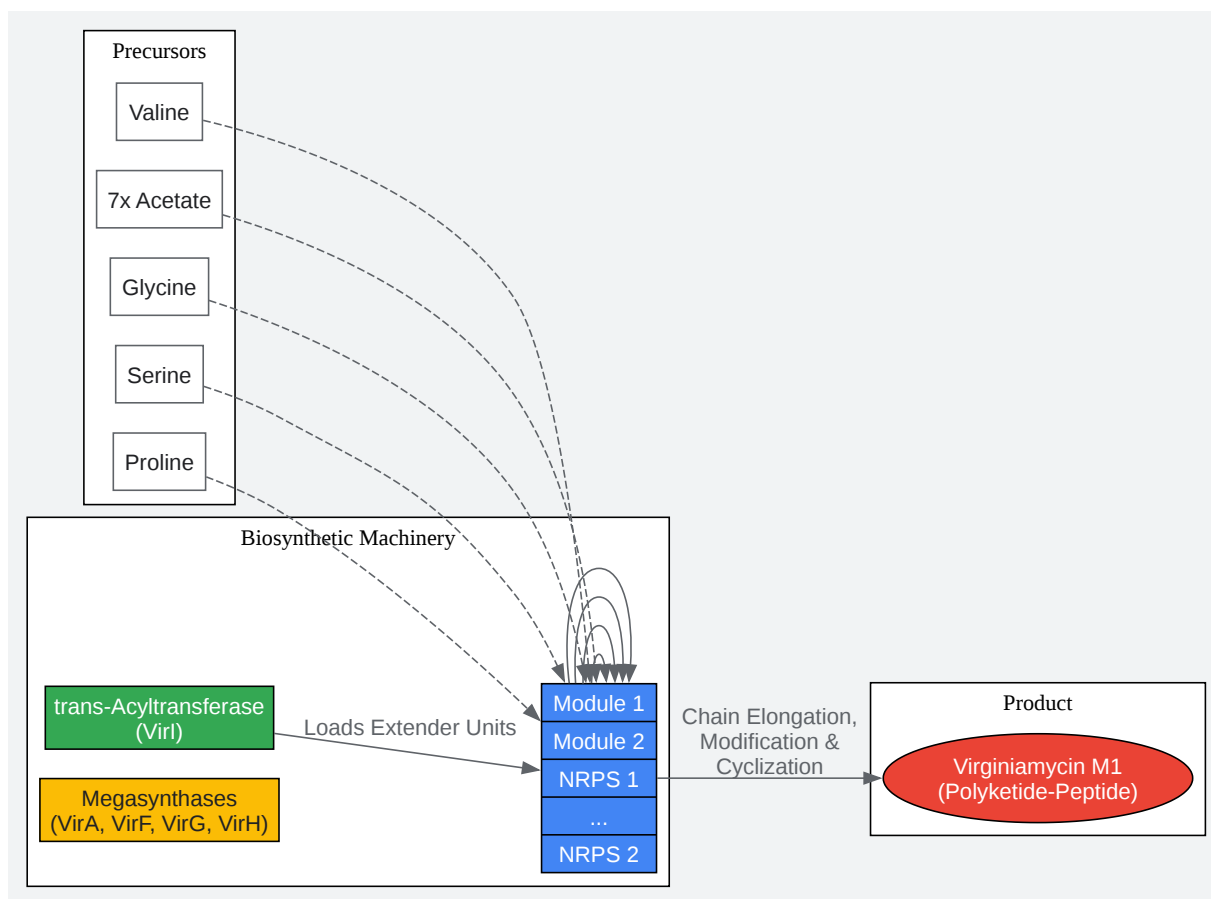 Precursors
Valine
7x Acetate
Glycine
Serine
Proline
Biosynthetic Machinery
trans-Acyltransferase
(VirI)
Loads Extender Units
Megasynthases
(VirA, VirF, VirG, VirH)
Module 1
Module 2
NRPS 1
...
NRPS 2
Chain Elongation,
Modification &
Cyclization
Product
Virginiamycin M1
(Polyketide-Peptide)